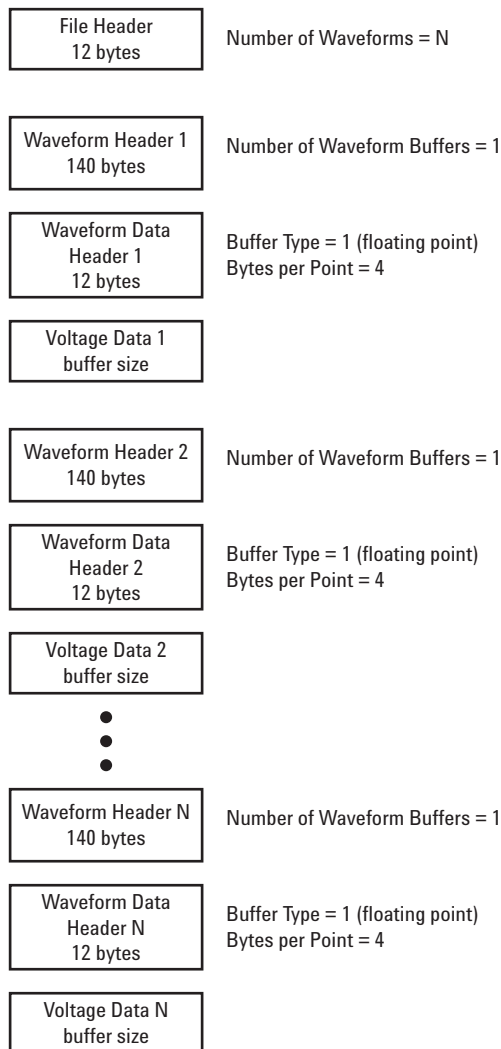 File Header
12 bytes
Number of Waveforms = N
Waveform Header 1
140 bytes
Number of Waveform Buffers = 1
Waveform Data
Header 1
12 bytes
Buffer Type = 1 (floating point)
Bytes per Point = 4
Voltage Data 1
buffer size
Waveform Header 2
140 bytes
Number of Waveform Buffers = 1
Waveform Data
Header 2
12 bytes
Buffer Type = 1 (floating point)
Bytes per Point = 4
Voltage Data 2
buffer size
Waveform Header N
140 bytes
Number of Waveform Buffers = 1
Waveform Data
Header N
12 bytes
Buffer Type = 1 (floating point)
Bytes per Point = 4
Voltage Data N
buffer size